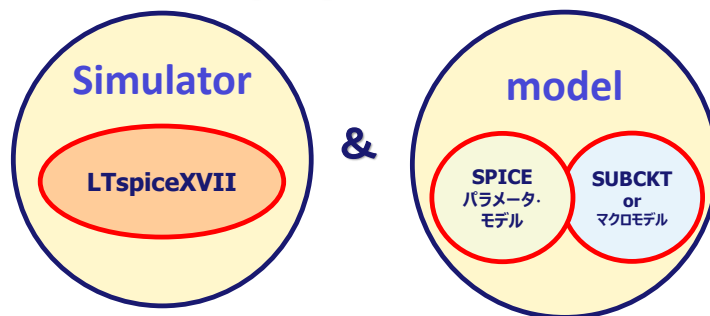 Simulator
LTspiceXVII
&
model
SPICE
パラメータ・
モデル
SUBCKT
or
マクロモデル